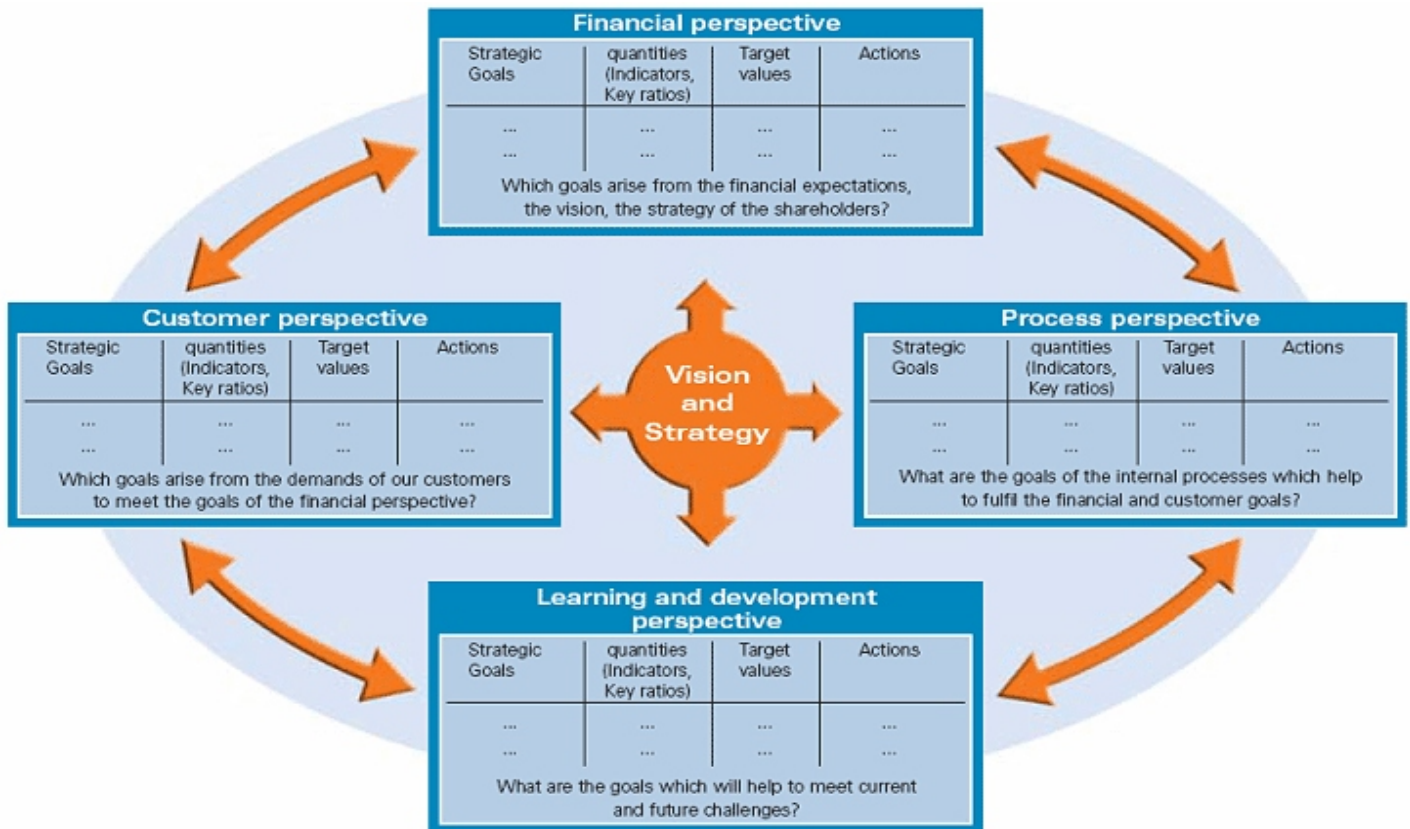 Financial perspective
Strategic Goals
quantities (Indicators, Key ratios)
Target values
Actions
... ... ... ...
... ... ... ...
Which goals arise from the financial expectations,
the vision, the strategy of the shareholders?
Customer perspective
Strategic Goals
quantities (Indicators, Key ratios)
Target values
Actions
... ... ... ...
... ... ... ...
Which goals arise from the demands of our customers
to meet the goals of the financial perspective?
Vision
and
Strategy
Process perspective
Strategic Goals
quantities (Indicators, Key ratios)
Target values
Actions
... ... ... ...
... ... ... ...
What are the goals of the internal processes which help
to fulfil the financial and customer goals?
Learning and development
perspective
Strategic Goals
quantities (Indicators, Key ratios)
Target values
Actions
... ... ... ...
... ... ... ...
What are the goals which will help to meet current
and future challenges?